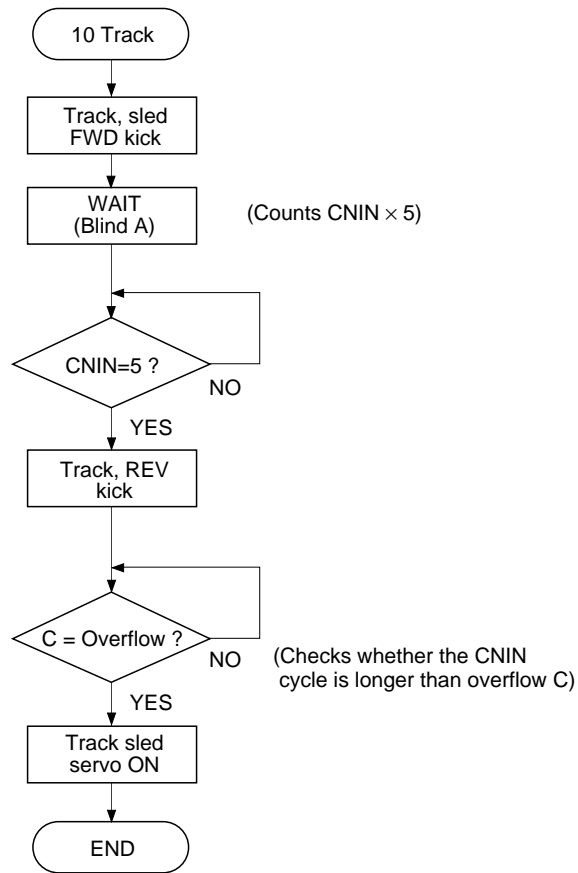 10 Track
Track, sled
FWD kick
WAIT
(Blind A)
(Counts CNIN × 5)
CNIN=5 ?
NO
YES
Track, REV
kick
C = Overflow ?
NO
(Checks whether the CNIN
cycle is longer than overflow C)
YES
Track sled
servo ON
END